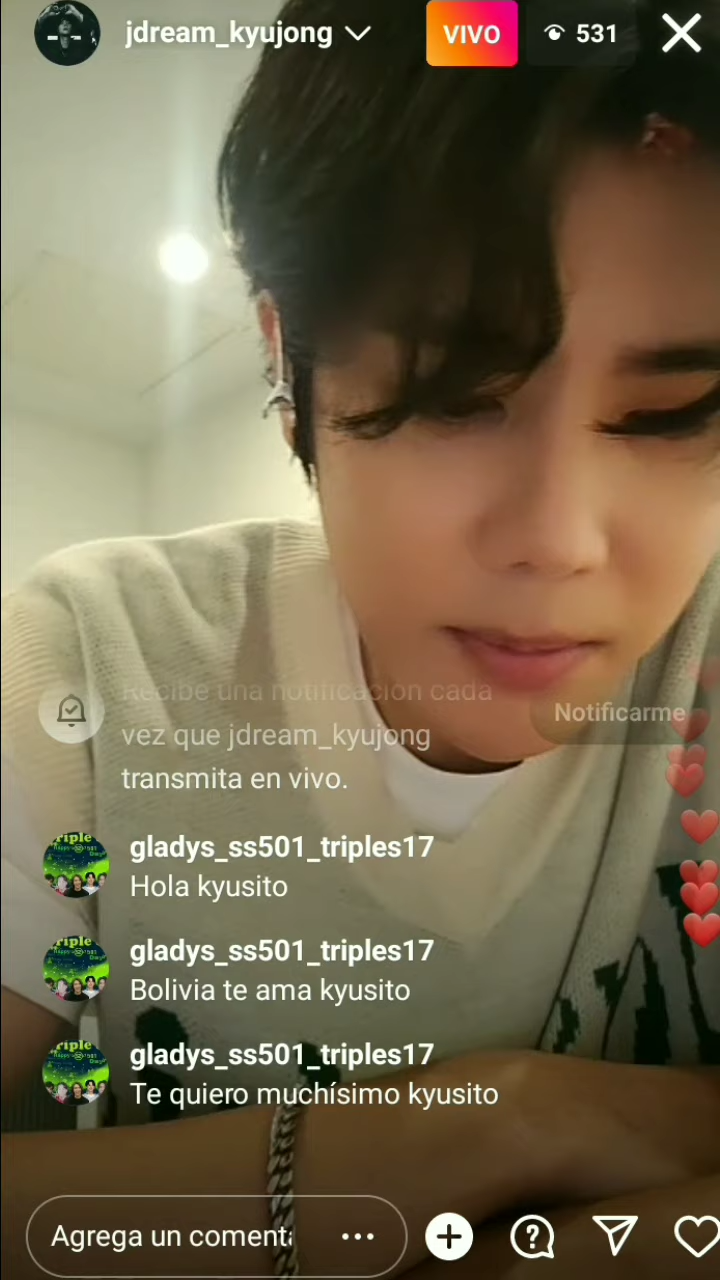 jdream_kyujong
VIVO
531
Recibe una notificación cada
vez que jdream_kyujong
transmita en vivo.
Notificarme
gladys_ss501_triples17
Hola kyusito
gladys_ss501_triples17
Bolivia te ama kyusito
gladys_ss501_triples17
Te quiero muchísimo kyusito
Agrega un coment